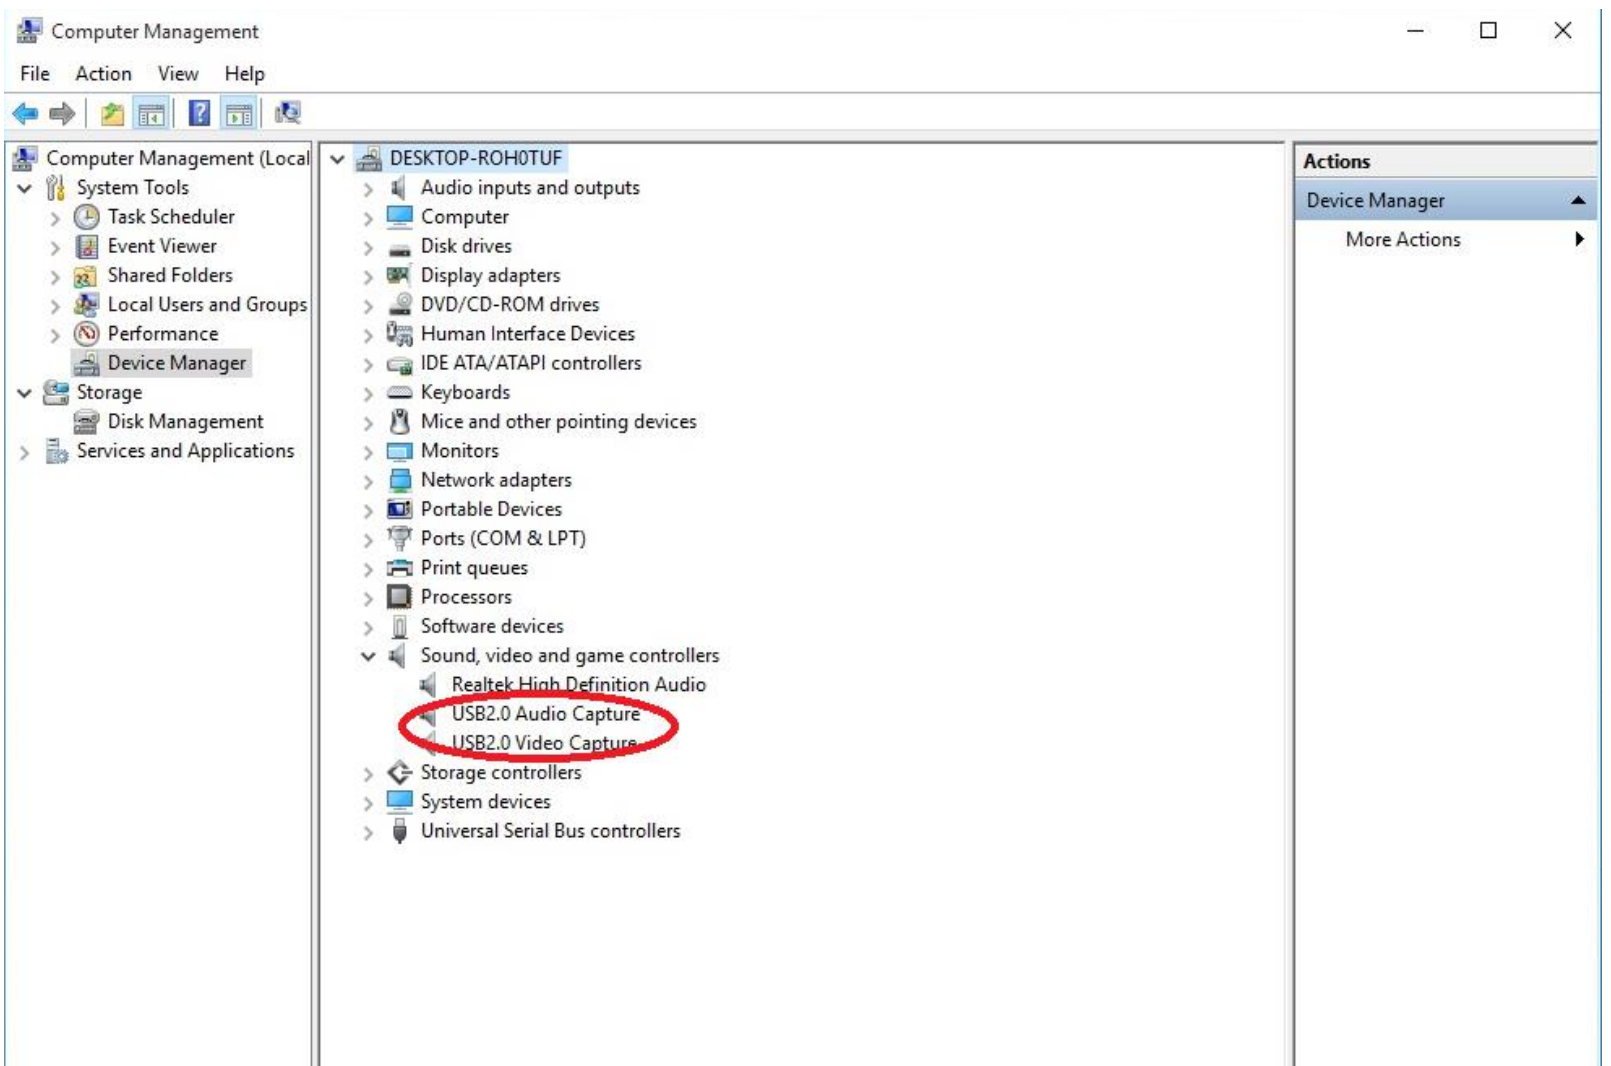 Computer Management
File Action View Help
Computer Management (Local
System Tools
Task Scheduler
Event Viewer
Shared Folders
Local Users and Groups
Performance
Device Manager
Storage
Disk Management
Services and Applications
DESKTOP-ROH0TUF
Audio inputs and outputs
Computer
Disk drives
Display adapters
DVD/CD-ROM drives
Human Interface Devices
IDE ATA/ATAPI controllers
Keyboards
Mice and other pointing devices
Monitors
Network adapters
Portable Devices
Ports (COM & LPT)
Print queues
Processors
Software devices
Sound, video and game controllers
Realtek High Definition Audio
USB2.0 Audio Capture
USB2.0 Video Capture
Storage controllers
System devices
Universal Serial Bus controllers
Actions
Device Manager
More Actions